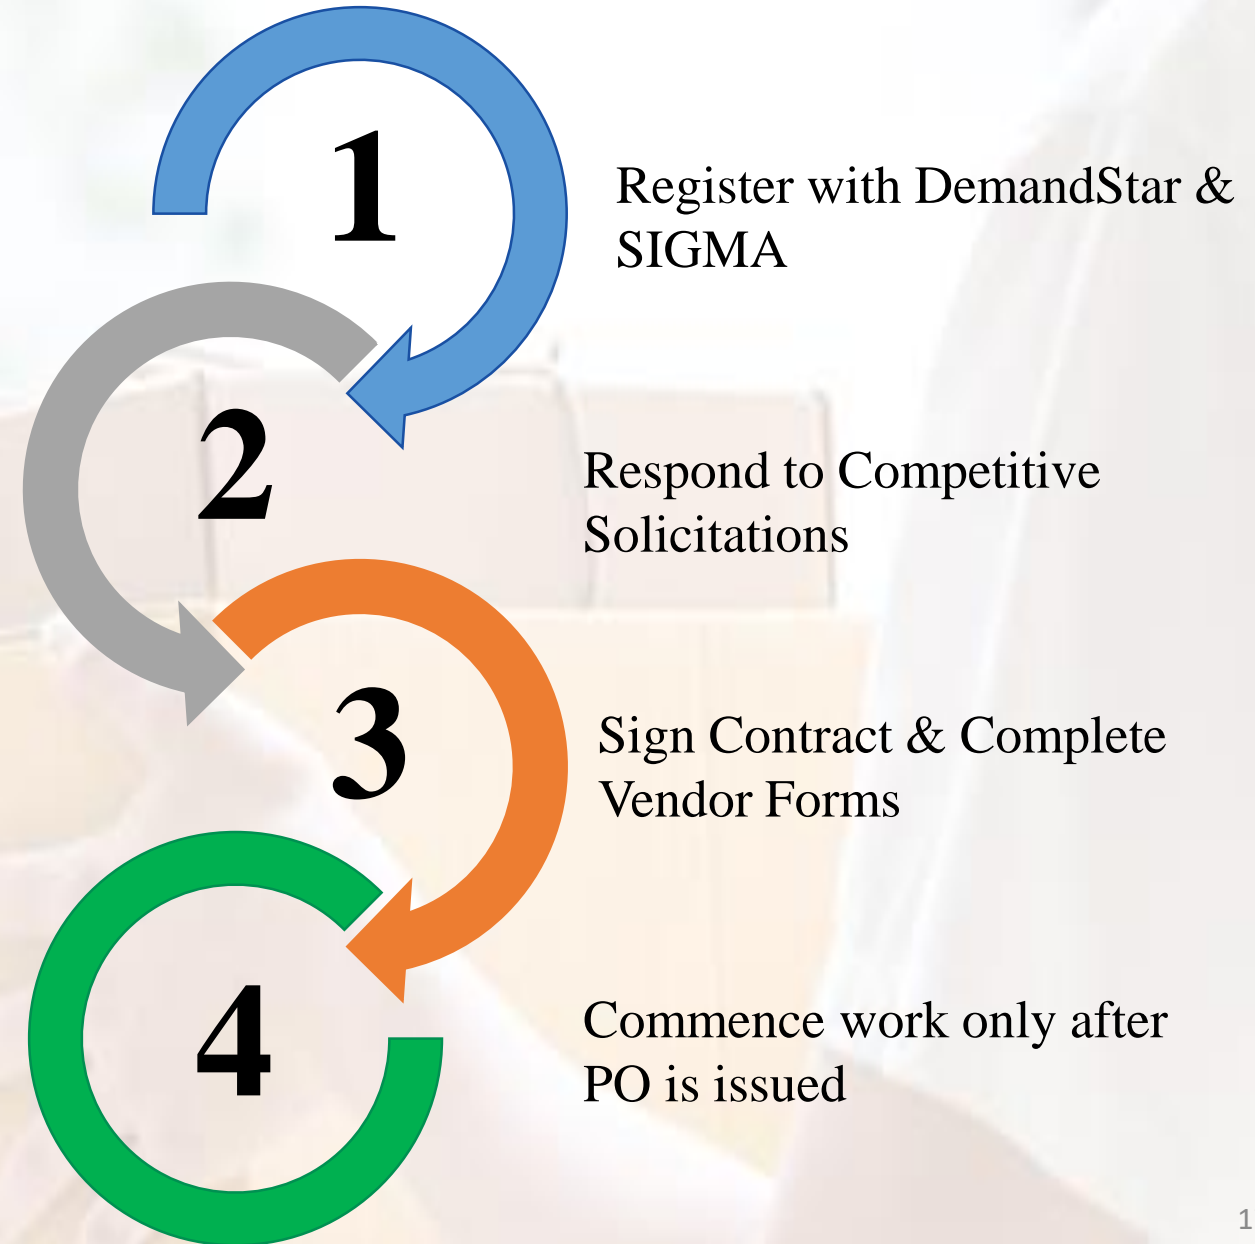 1
Register with DemandStar &
SIGMA
2
Respond to Competitive
Solicitations
3
Sign Contract & Complete
Vendor Forms
4
Commence work only after
PO is issued
1